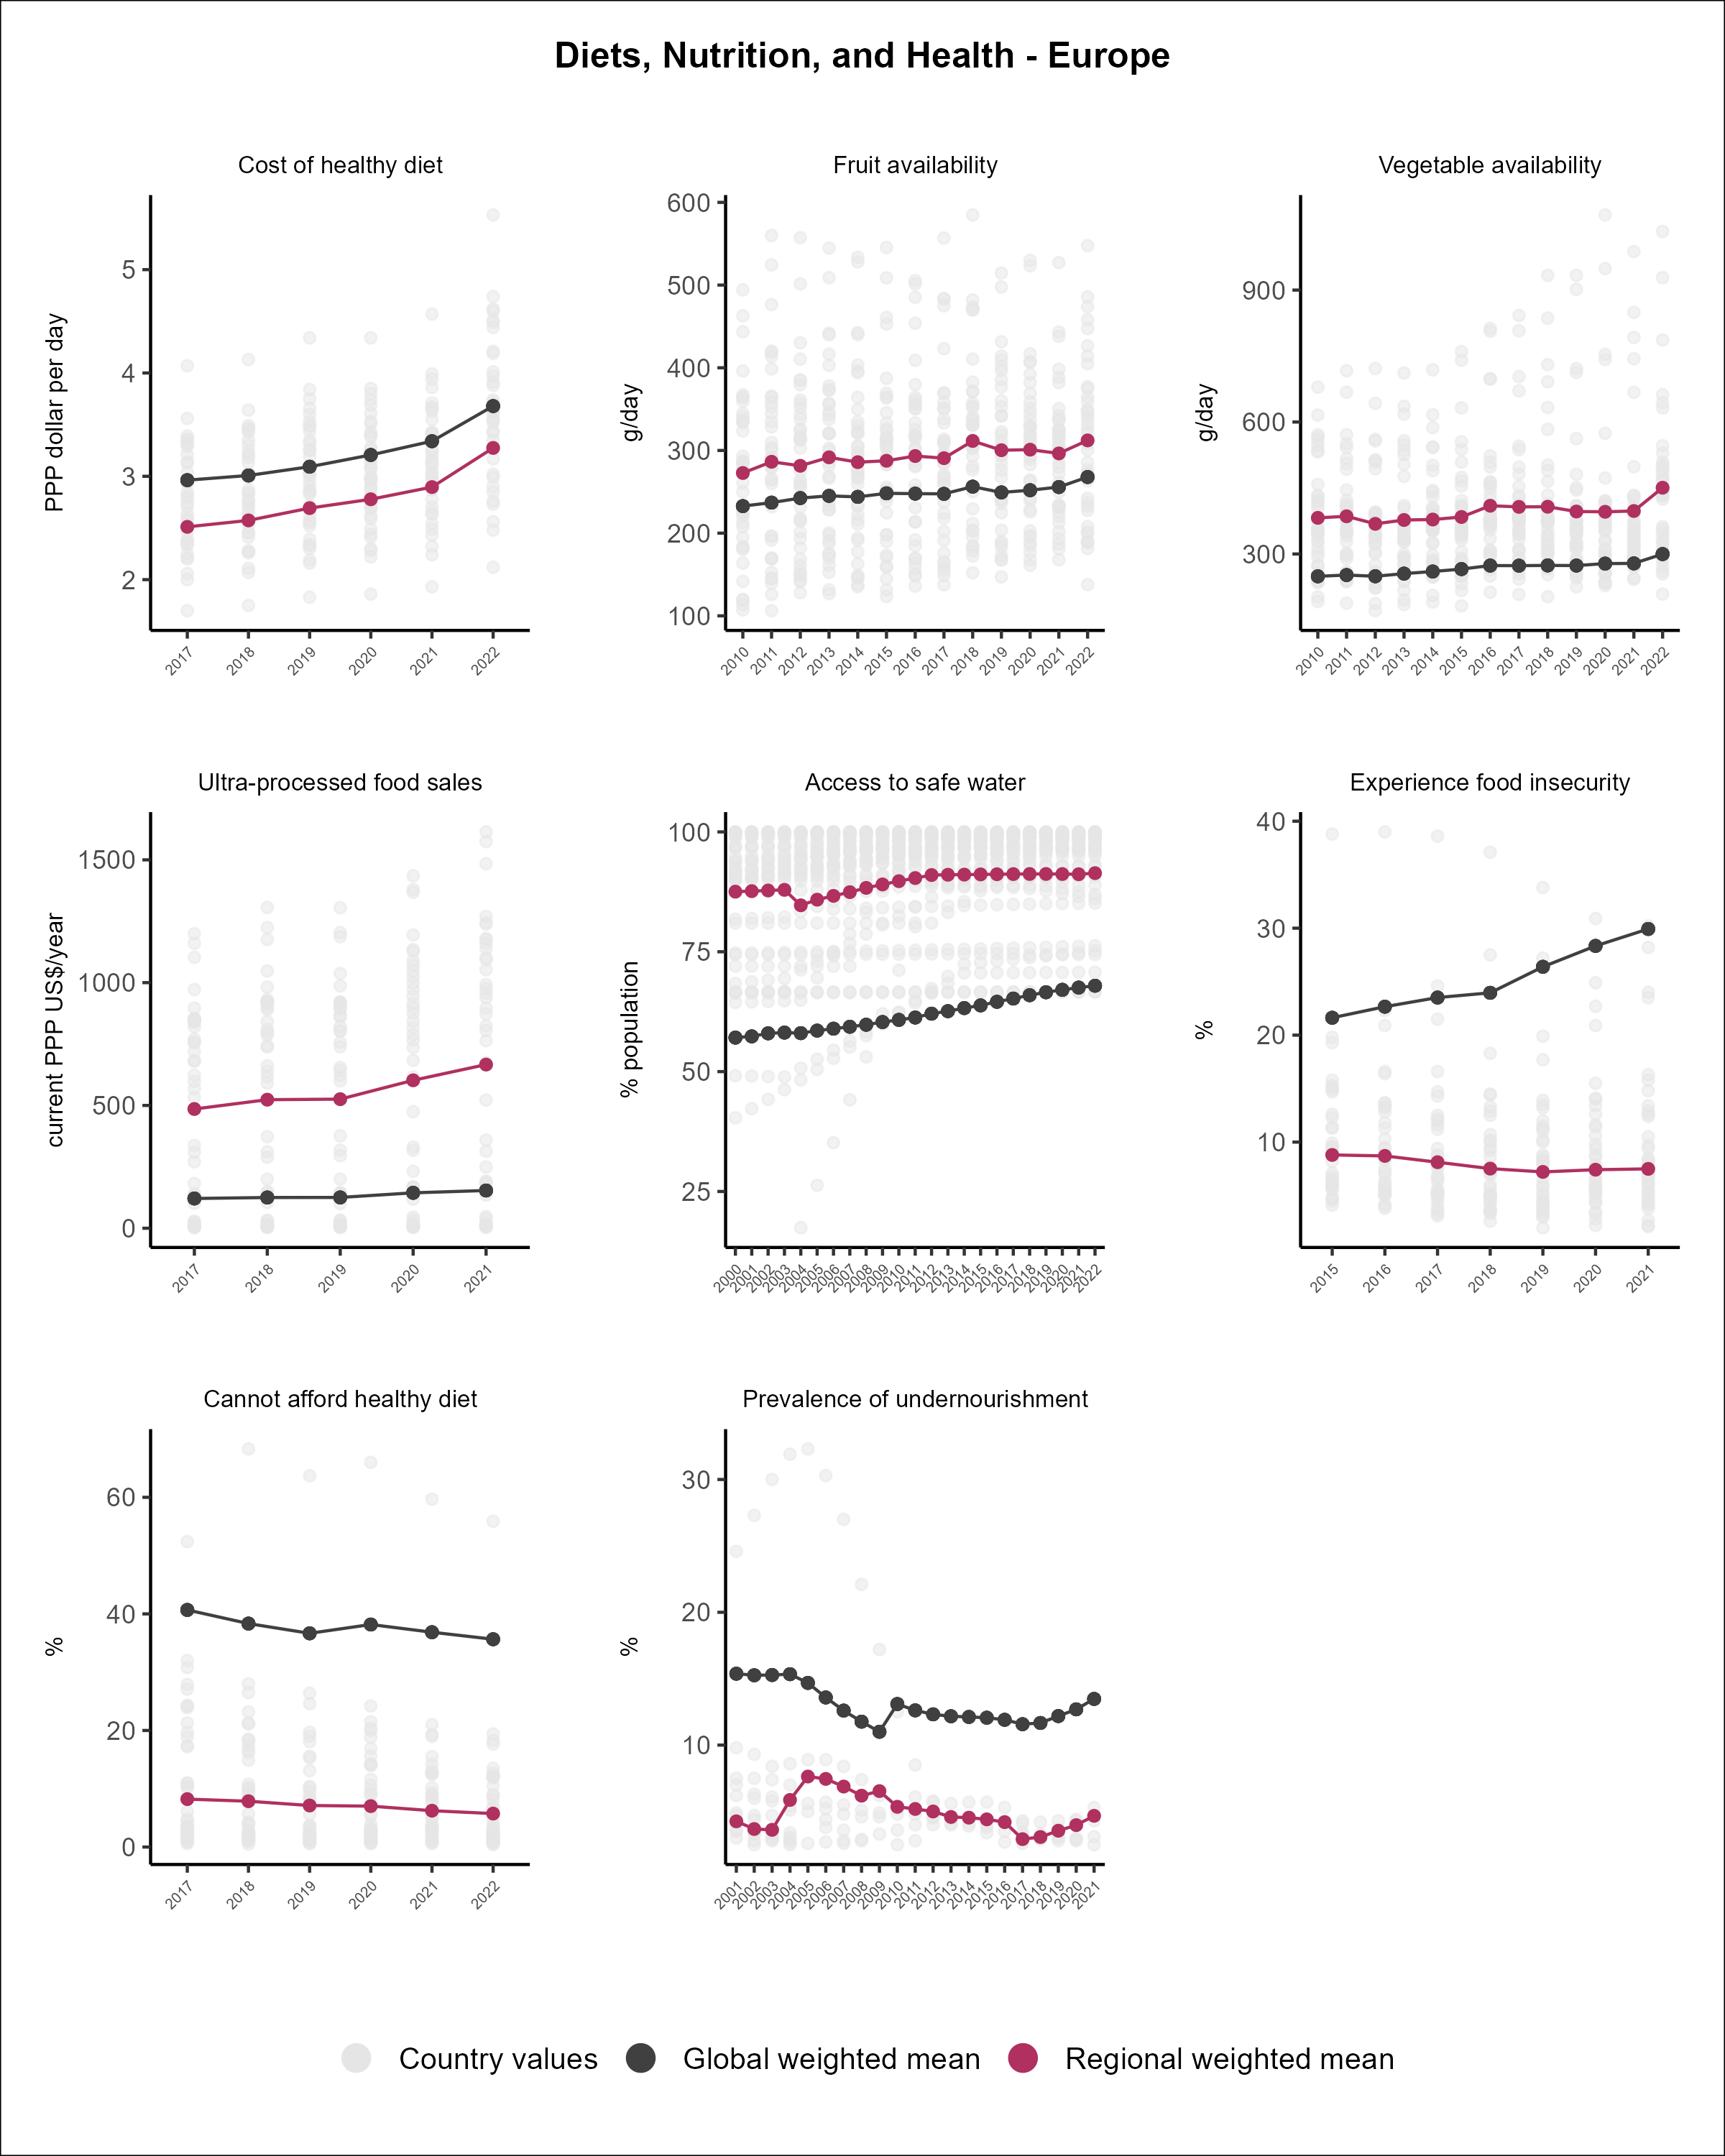 Diets, Nutrition, and Health - Europe
Cost of healthy diet
PPP dollar per day
5
4
3
2
2017 2018 2019 2020 2021 2022
Fruit availability
g/day
600
500
400
300
200
100
2010 2011 2012 2013 2014 2015 2016 2017 2018 2019 2020 2021 2022
Vegetable availability
g/day
900
600
300
2010 2011 2012 2013 2014 2015 2016 2017 2018 2019 2020 2021 2022
Ultra-processed food sales
current PPP US$/year
1500
1000
500
0
2017 2018 2019 2020 2021
Access to safe water
% population
100
75
50
25
2000 2001 2002 2003 2004 2005 2006 2007 2008 2009 2010 2011 2012 2013 2014 2015 2016 2017 2018 2019 2020 2021 2022
Experience food insecurity
%
40
30
20
10
2015 2016 2017 2018 2019 2020 2021
Cannot afford healthy diet
%
60
40
20
0
2017 2018 2019 2020 2021 2022
Prevalence of undernourishment
%
30
20
10
2001 2002 2003 2004 2005 2006 2007 2008 2009 2010 2011 2012 2013 2014 2015 2016 2017 2018 2019 2020 2021
Country values Global weighted mean Regional weighted mean